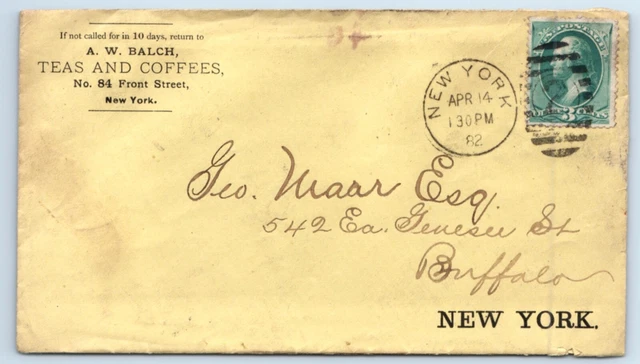 If not called for in 10 days, return to
A. W. BALCH,
TEAS AND COFFEES,
No. 84 Front Street,
New York.
NEW YORK
APR 14
1 30 PM
82
Geo. Maar Esq.
542 Ea. Genesee St
Buffalo
NEW YORK.